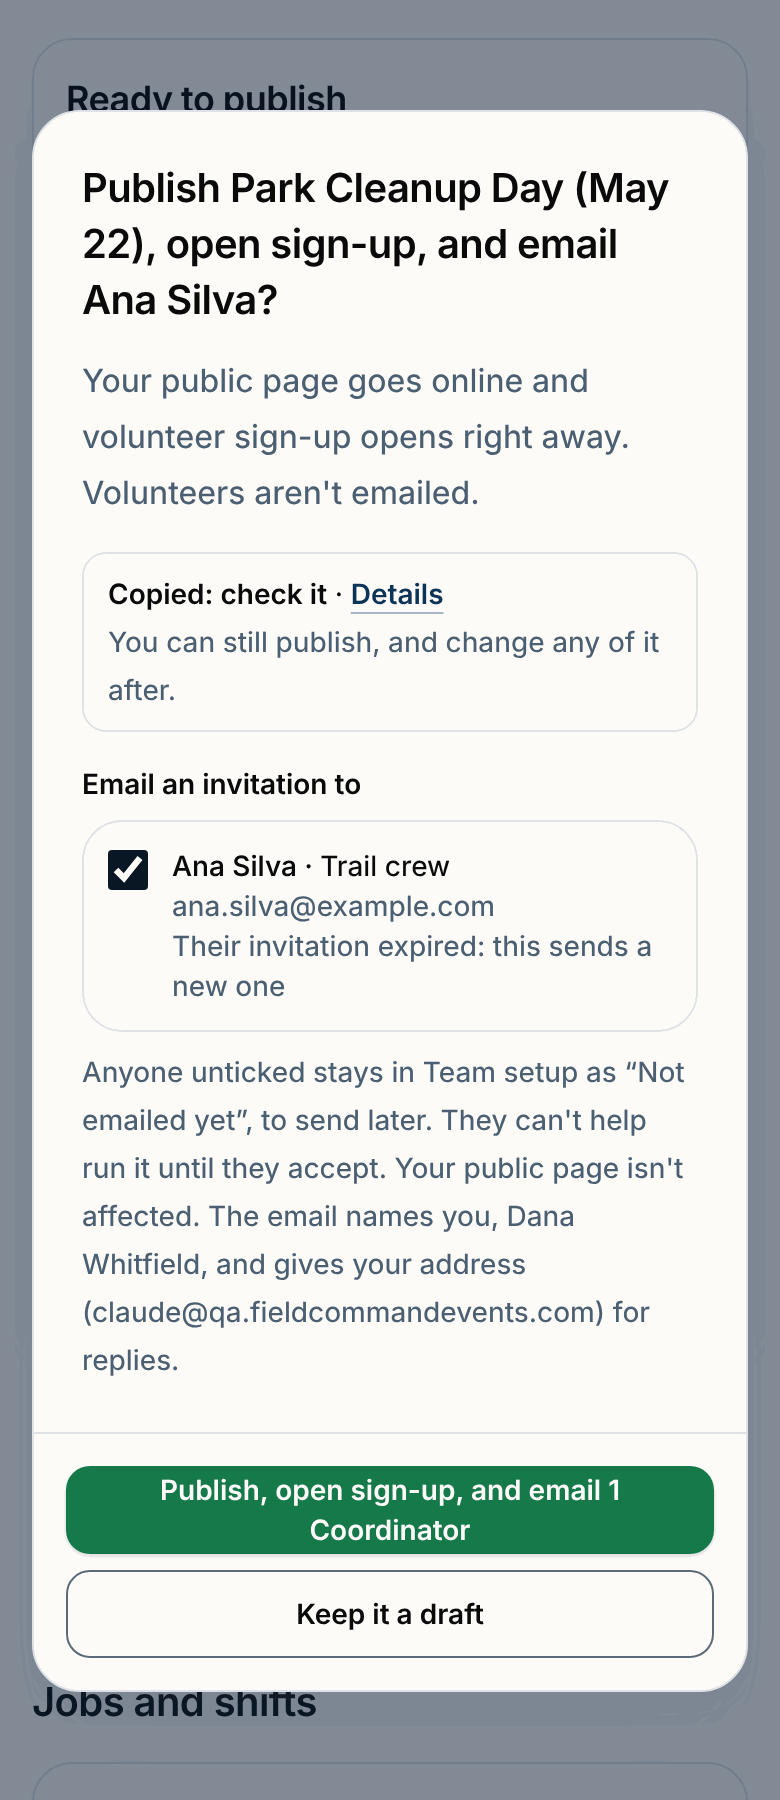 Ready to publish
Publish Park Cleanup Day (May
22), open sign-up, and email
Ana Silva?
Your public page goes online and
volunteer sign-up opens right away.
Volunteers aren't emailed.
Copied: check it · Details
You can still publish, and change any of it
after.
Email an invitation to
Ana Silva · Trail crew
ana.silva@example.com
Their invitation expired: this sends a
new one
Anyone unticked stays in Team setup as “Not
emailed yet”, to send later. They can't help
run it until they accept. Your public page isn't
affected. The email names you, Dana
Whitfield, and gives your address
(claude@qa.fieldcommandevents.com) for
replies.
Publish, open sign-up, and email 1
Coordinator
Keep it a draft
Jobs and shifts